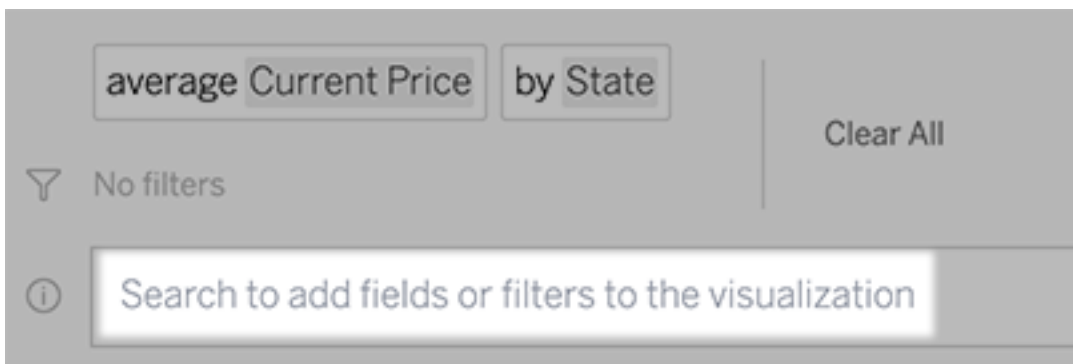 average Current Price by State
Clear All
No filters
Search to add fields or filters to the visualization